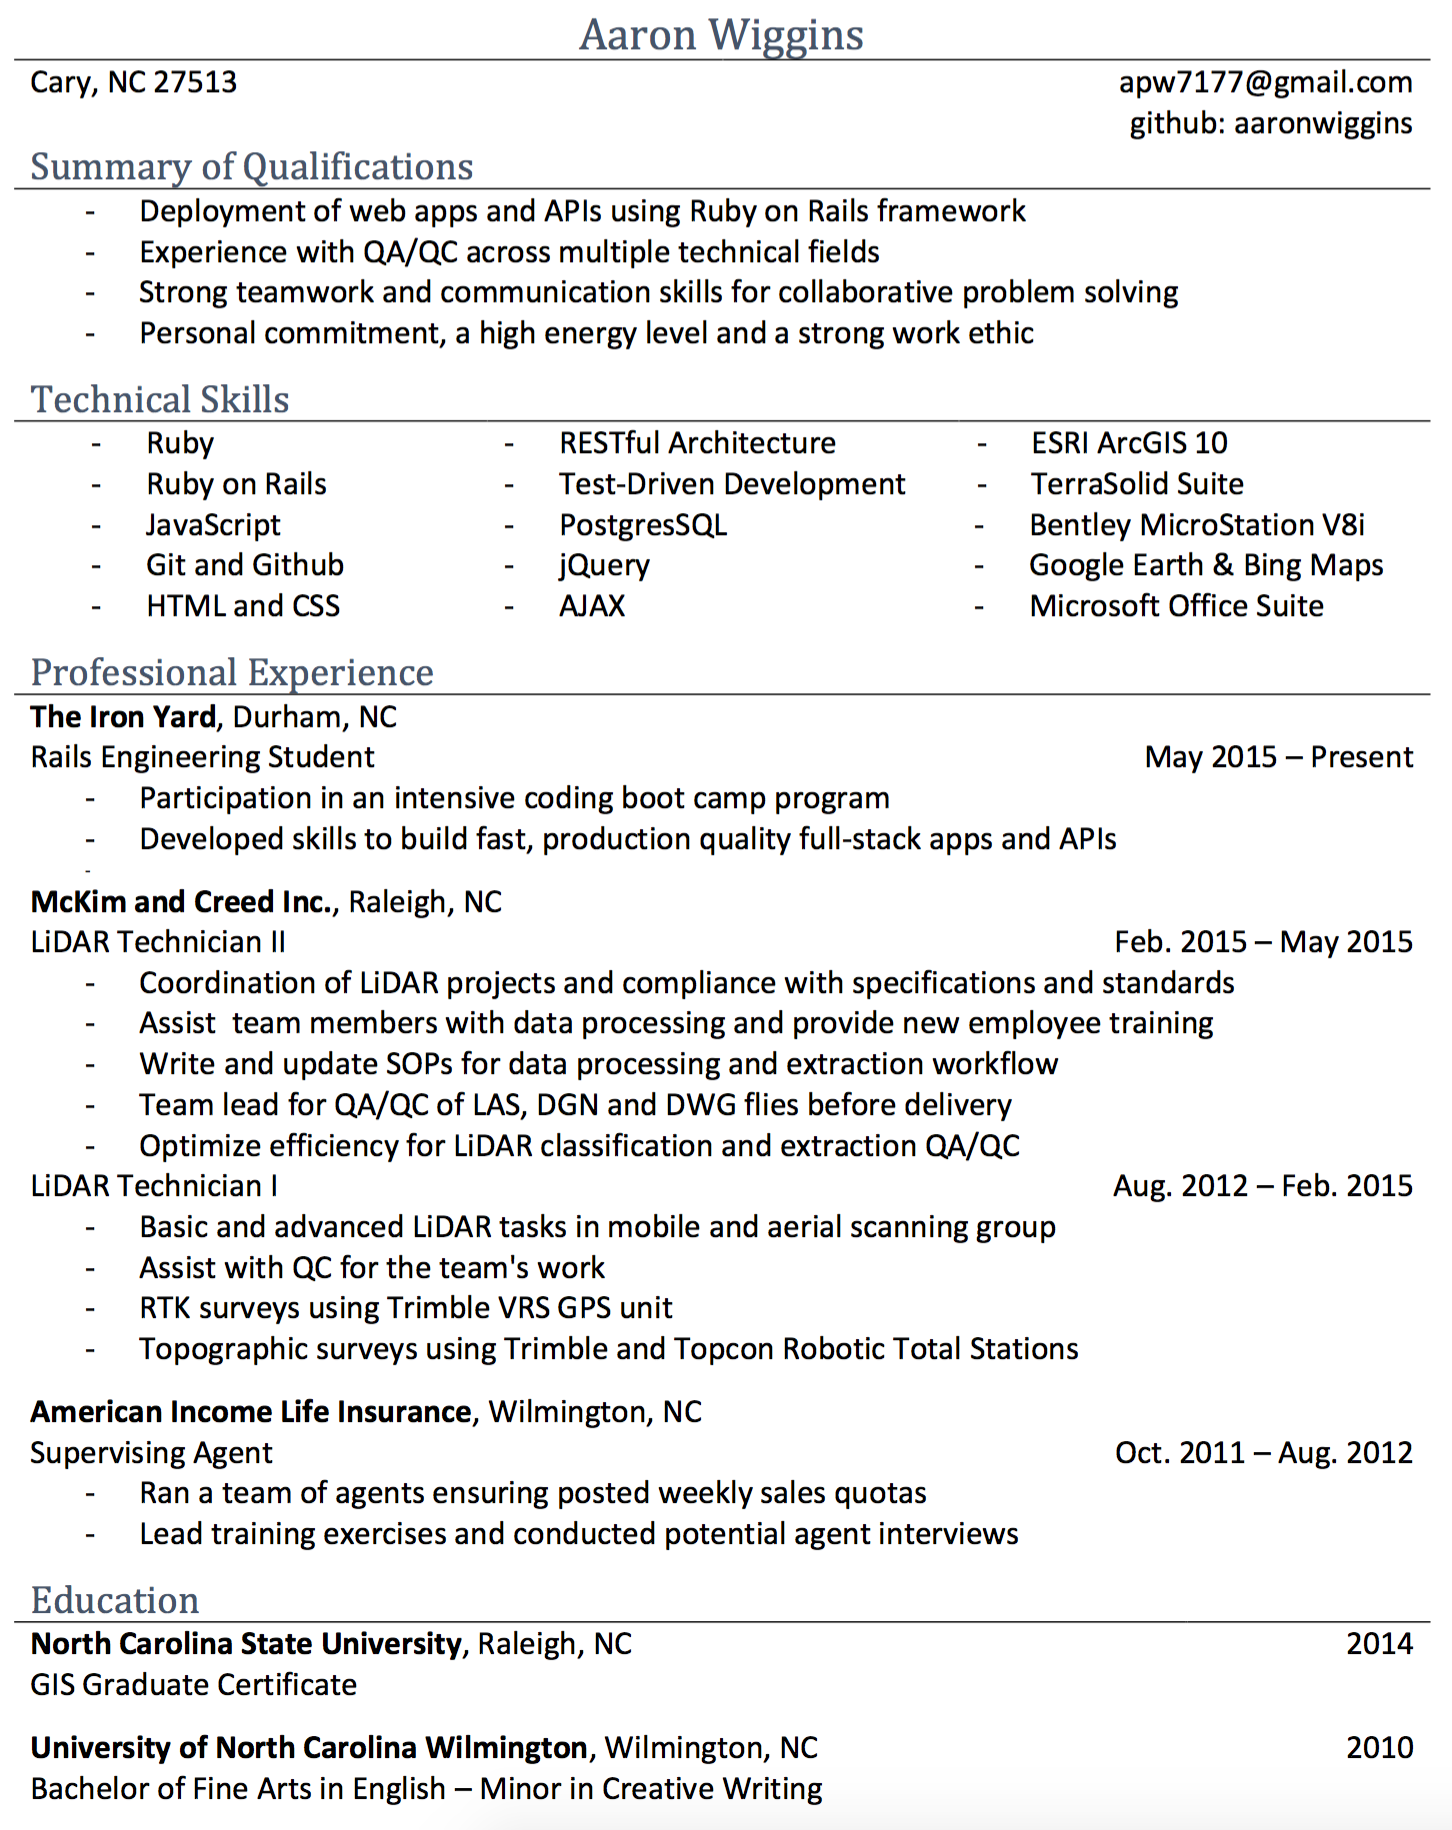 Aaron Wiggins
Cary, NC 27513 apw7177@gmail.com
github: aaronwiggins
Summary of Qualifications
- Deployment of web apps and APIs using Ruby on Rails framework
- Experience with QA/QC across multiple technical fields
- Strong teamwork and communication skills for collaborative problem solving
- Personal commitment, a high energy level and a strong work ethic
Technical Skills
- Ruby - RESTful Architecture - ESRI ArcGIS 10
- Ruby on Rails - Test-Driven Development - TerraSolid Suite
- JavaScript - PostgresSQL - Bentley MicroStation V8i
- Git and Github - jQuery - Google Earth & Bing Maps
- HTML and CSS - AJAX - Microsoft Office Suite
Professional Experience
The Iron Yard, Durham, NC
Rails Engineering Student May 2015 – Present
- Participation in an intensive coding boot camp program
- Developed skills to build fast, production quality full-stack apps and APIs
-
McKim and Creed Inc., Raleigh, NC
LiDAR Technician II Feb. 2015 – May 2015
- Coordination of LiDAR projects and compliance with specifications and standards
- Assist team members with data processing and provide new employee training
- Write and update SOPs for data processing and extraction workflow
- Team lead for QA/QC of LAS, DGN and DWG flies before delivery
- Optimize efficiency for LiDAR classification and extraction QA/QC
LiDAR Technician I Aug. 2012 – Feb. 2015
- Basic and advanced LiDAR tasks in mobile and aerial scanning group
- Assist with QC for the team's work
- RTK surveys using Trimble VRS GPS unit
- Topographic surveys using Trimble and Topcon Robotic Total Stations
American Income Life Insurance, Wilmington, NC
Supervising Agent Oct. 2011 – Aug. 2012
- Ran a team of agents ensuring posted weekly sales quotas
- Lead training exercises and conducted potential agent interviews
Education
North Carolina State University, Raleigh, NC 2014
GIS Graduate Certificate
University of North Carolina Wilmington, Wilmington, NC 2010
Bachelor of Fine Arts in English – Minor in Creative Writing